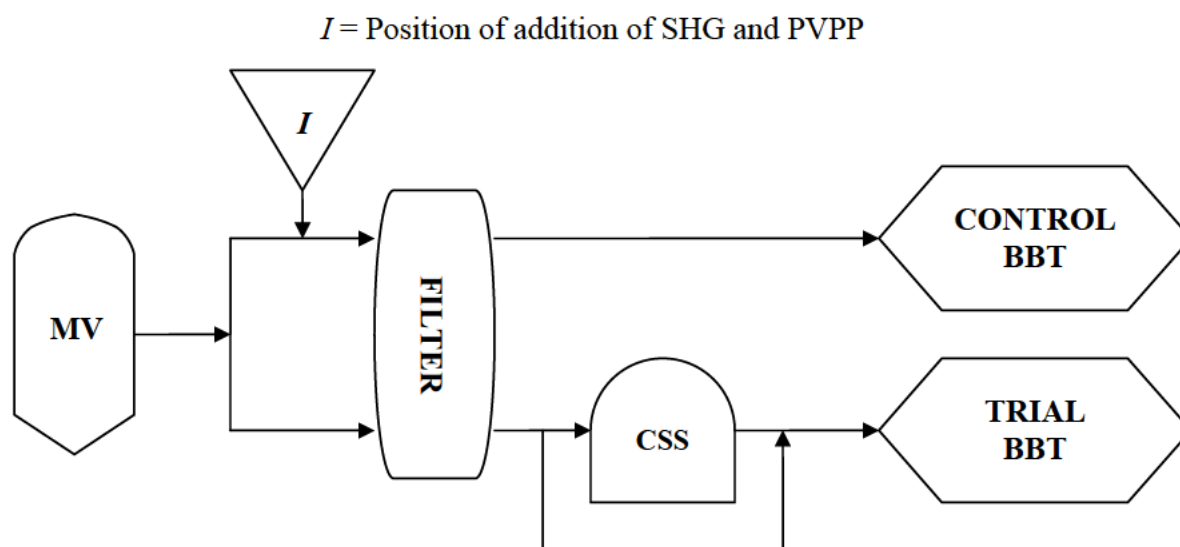 I = Position of addition of SHG and PVPP
I
MV
FILTER
CONTROL
BBT
CSS
TRIAL
BBT